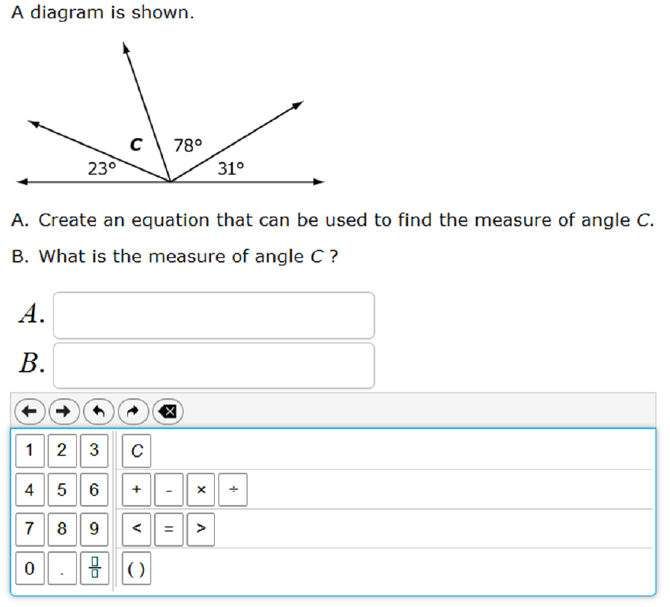 A diagram is shown.
C 78°
23° 31°
A. Create an equation that can be used to find the measure of angle C.
B. What is the measure of angle C ?
A.
B.
1 2 3 C
4 5 6 + - × ÷
7 8 9 < = >
0 . ()